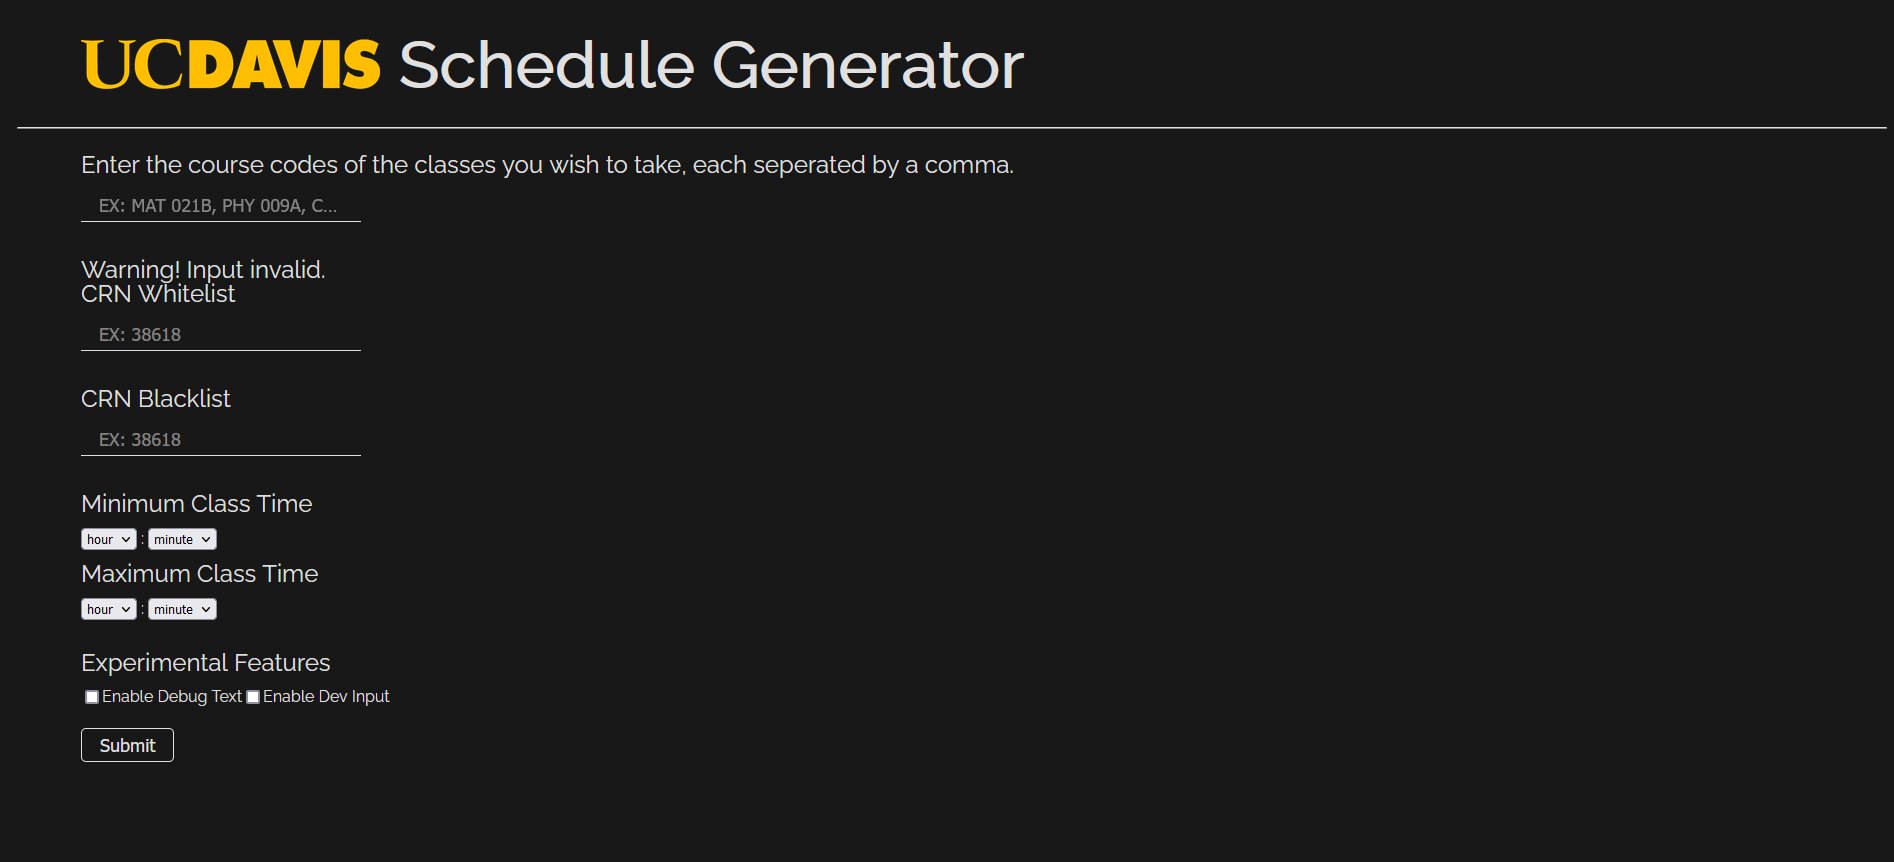 UCDAVIS Schedule Generator
Enter the course codes of the classes you wish to take, each seperated by a comma.
EX: MAT 021B, PHY 009A, C...
Warning! Input invalid.
CRN Whitelist
EX: 38618
CRN Blacklist
EX: 38618
Minimum Class Time
hour : minute
Maximum Class Time
hour : minute
Experimental Features
Enable Debug Text Enable Dev Input
Submit